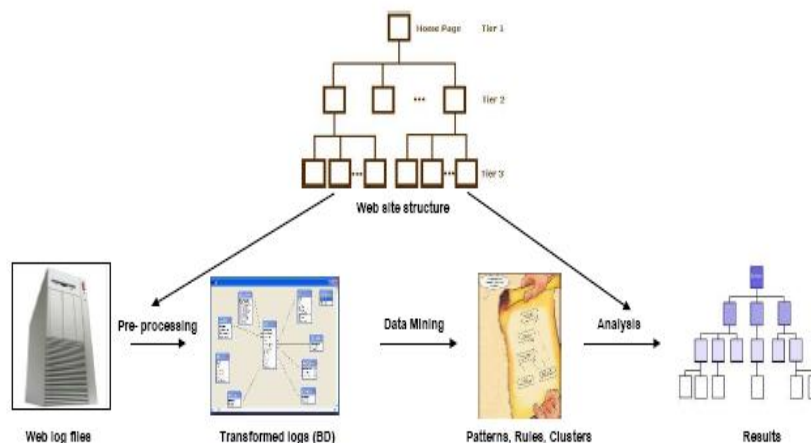 Home Page Tier 1
Tier 2
Tier 3
Web site structure
Pre- processing
Data Mining
Analysis
Web log files
Transformed logs (BD)
Patterns, Rules, Clusters
Results